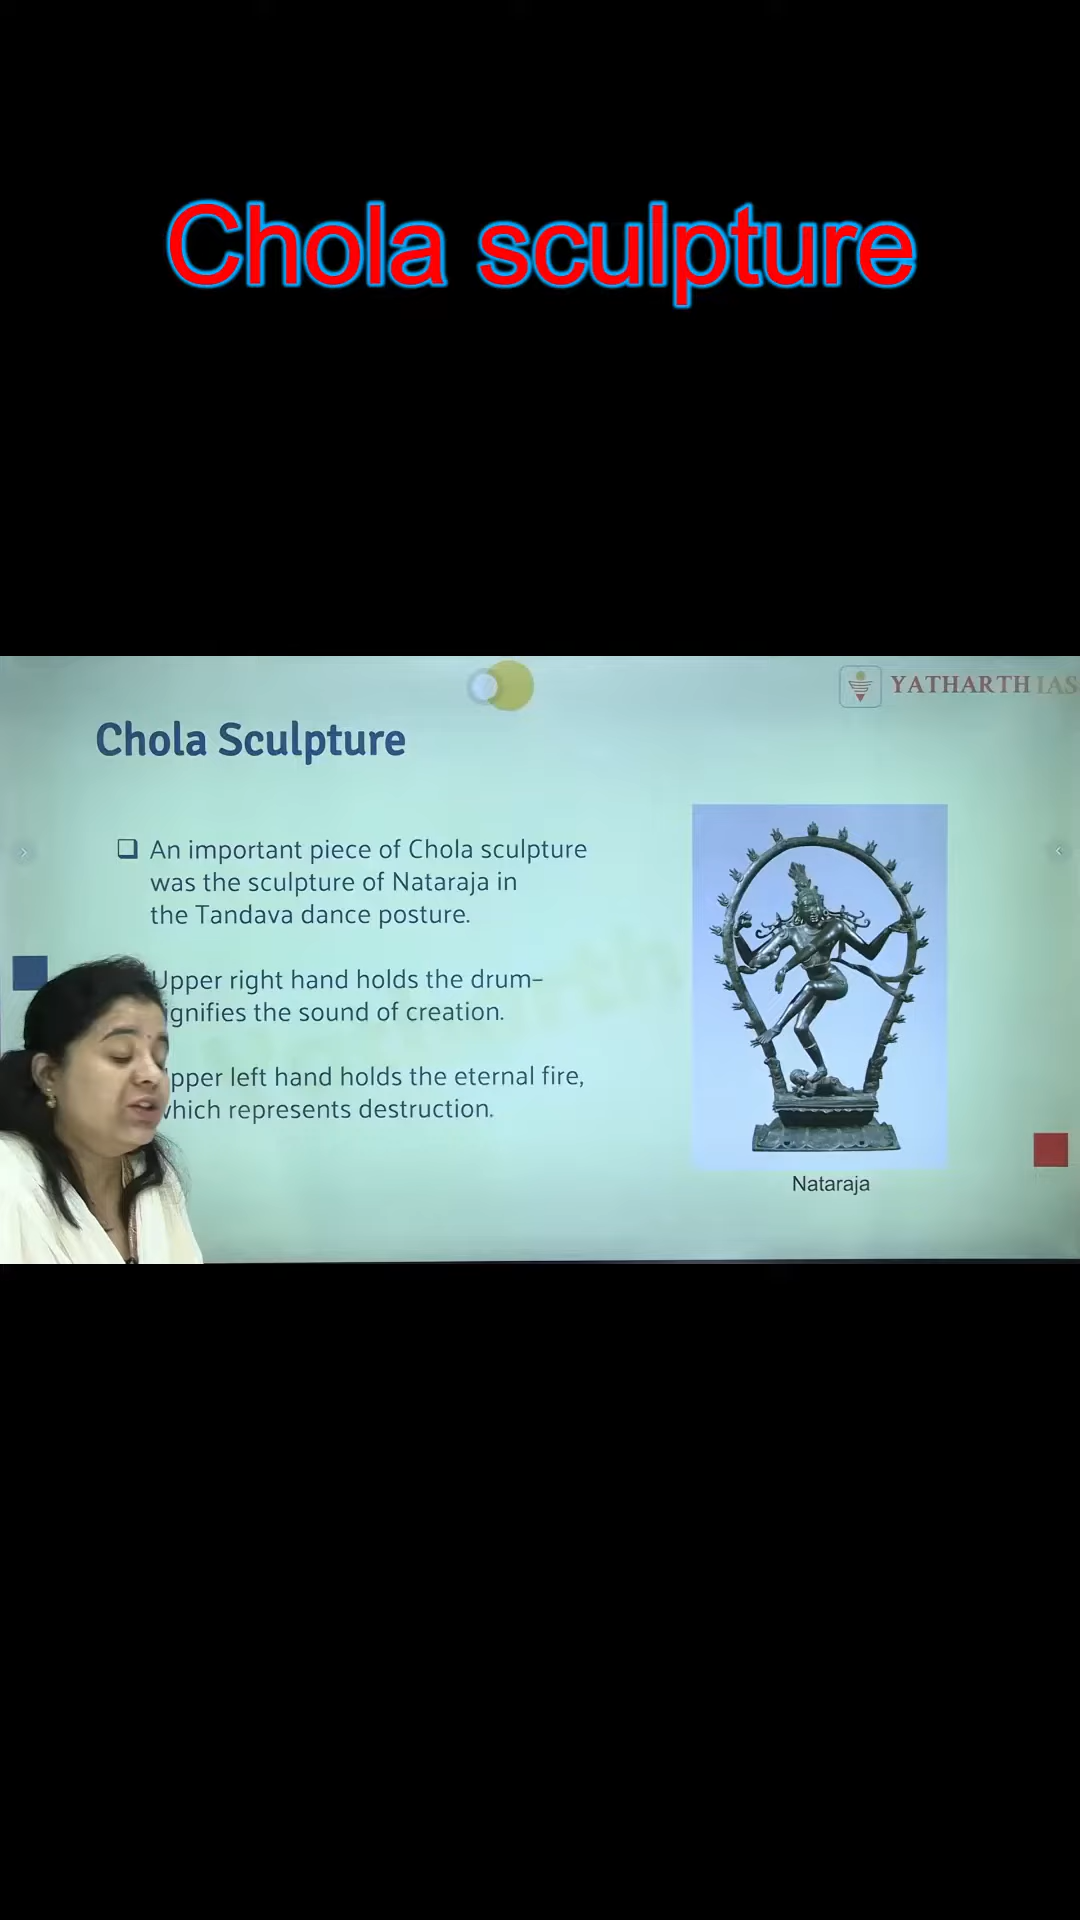 Chola sculpture
YATHARTH IAS
Chola Sculpture
❑ An important piece of Chola sculpture
was the sculpture of Nataraja in
the Tandava dance posture.
Upper right hand holds the drum–
ignifies the sound of creation.
pper left hand holds the eternal fire,
which represents destruction.
Nataraja